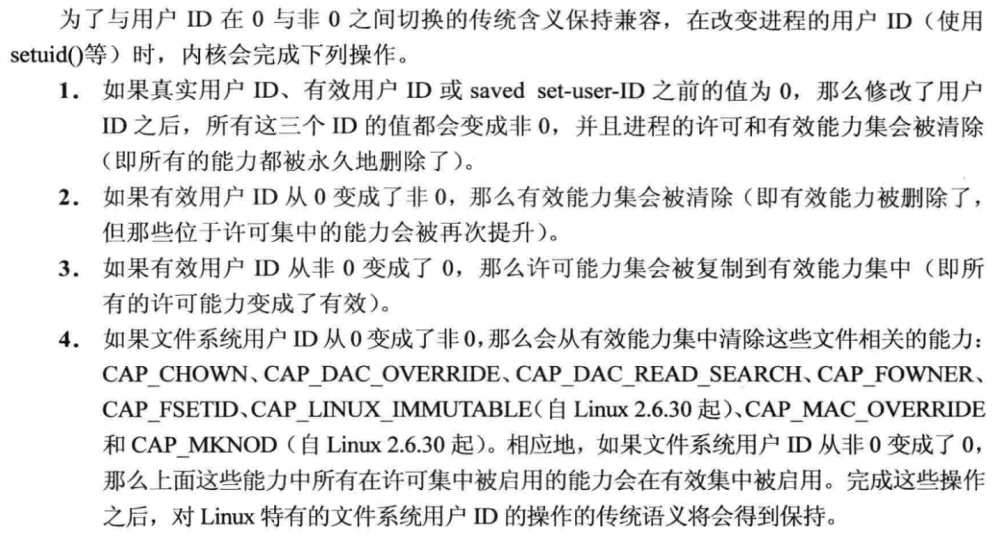 为了与用户 ID 在 0 与非 0 之间切换的传统含义保持兼容，在改变进程的用户 ID（使用
setuid()等）时，内核会完成下列操作。
1． 如果真实用户 ID、有效用户 ID 或 saved set-user-ID 之前的值为 0，那么修改了用户
ID 之后，所有这三个 ID 的值都会变成非 0，并且进程的许可和有效能力集会被清除
（即所有的能力都被永久地删除了）。
2． 如果有效用户 ID 从 0 变成了非 0，那么有效能力集会被清除（即有效能力被删除了，
但那些位于许可集中的能力会被再次提升）。
3． 如果有效用户 ID 从非 0 变成了 0，那么许可能力集会被复制到有效能力集中（即所
有的许可能力变成了有效）。
4． 如果文件系统用户 ID 从 0 变成了非 0，那么会从有效能力集中清除这些文件相关的能力：
CAP_CHOWN、CAP_DAC_OVERRIDE、CAP_DAC_READ_SEARCH、CAP_FOWNER、
CAP_FSETID、CAP_LINUX_IMMUTABLE（自 Linux 2.6.30 起）、CAP_MAC_OVERRIDE
和 CAP_MKNOD（自 Linux 2.6.30 起）。相应地，如果文件系统用户 ID 从非 0 变成了 0，
那么上面这些能力中所有在许可集中被启用的能力会在有效集中被启用。完成这些操作
之后，对 Linux 特有的文件系统用户 ID 的操作的传统语义将会得到保持。